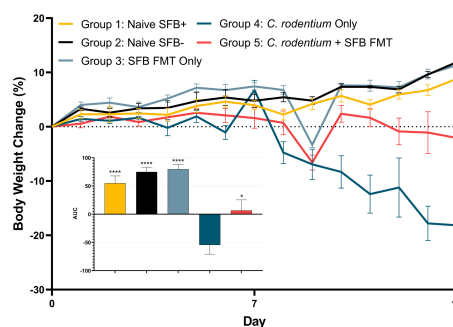 Group 1: Naive SFB+
Group 2: Naive SFB-
Group 3: SFB FMT Only
Group 4: C. rodentium Only
Group 5: C. rodentium + SFB FMT
Body Weight Change (%)
20
10
0
-10
-20
-30
AUC
100
50
0
-50
-100
****
****
****
*
0
7
Day